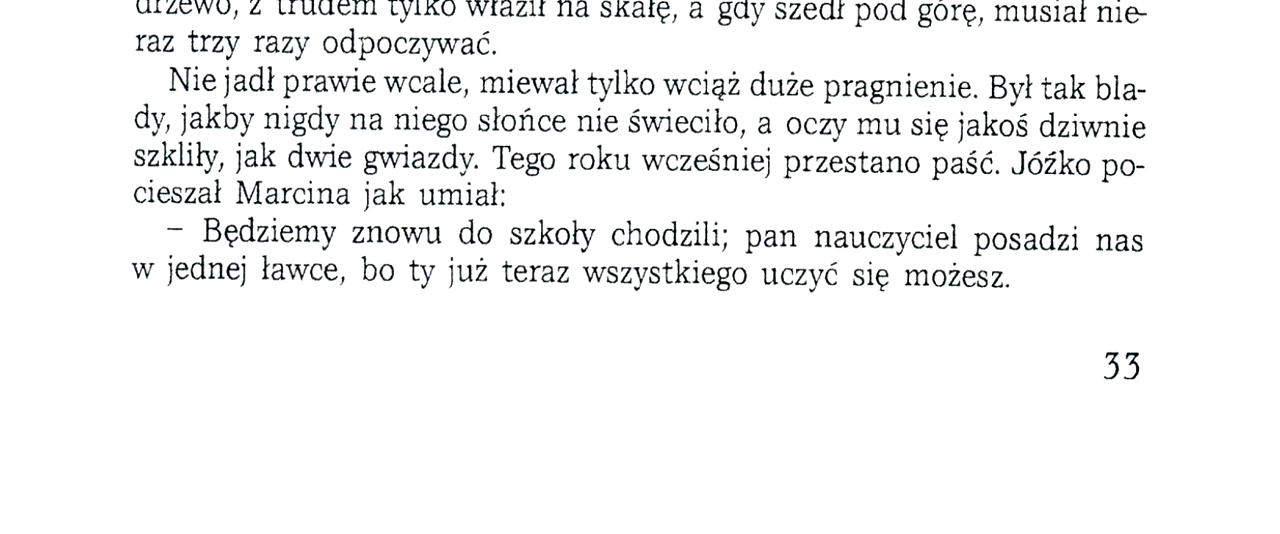 drzewo, z trudem tylko właził na skałę, a gdy szedł pod górę, musiał nie-
raz trzy razy odpoczywać.
Nie jadł prawie wcale, miewał tylko wciąż duże pragnienie. Był tak bla-
dy, jakby nigdy na niego słońce nie świeciło, a oczy mu się jakoś dziwnie
szkliły, jak dwie gwiazdy. Tego roku wcześniej przestano paść. Jóźko po-
cieszał Marcina jak umiał:
– Będziemy znowu do szkoły chodzili; pan nauczyciel posadzi nas
w jednej ławce, bo ty już teraz wszystkiego uczyć się możesz.
33